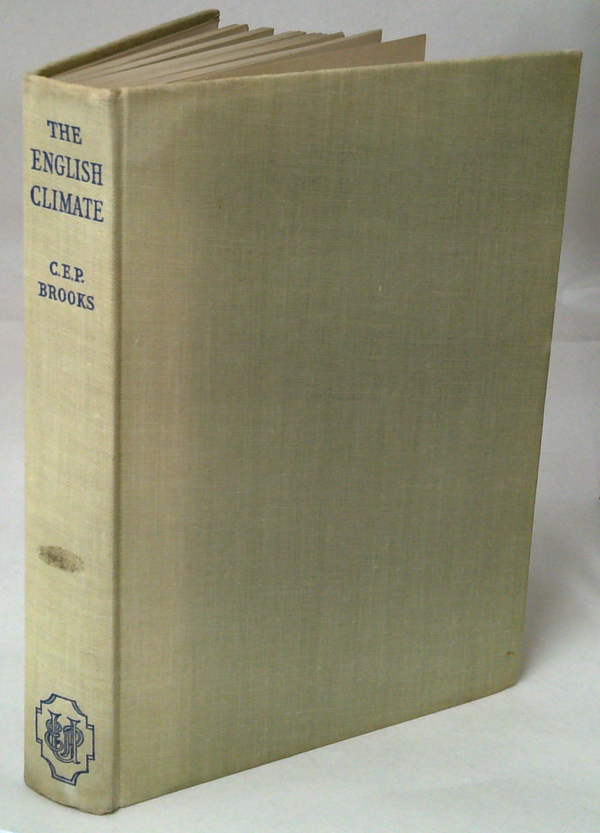 THE
ENGLISH
CLIMATE
C.E.P.
BROOKS